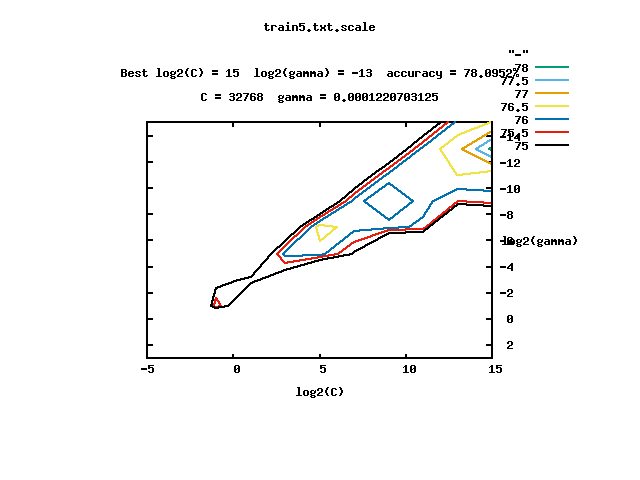 train5.txt.scale
"-"
Best log2(C) = 15 log2(gamma) = -13 accuracy = 78.0952%
78
77.5
C = 32768 gamma = 0.0001220703125
77
76.5
76
75.5
75
-14
-12
-10
-8
-6
log2(gamma)
-4
-2
0
2
-5 0 5 10 15
log2(C)